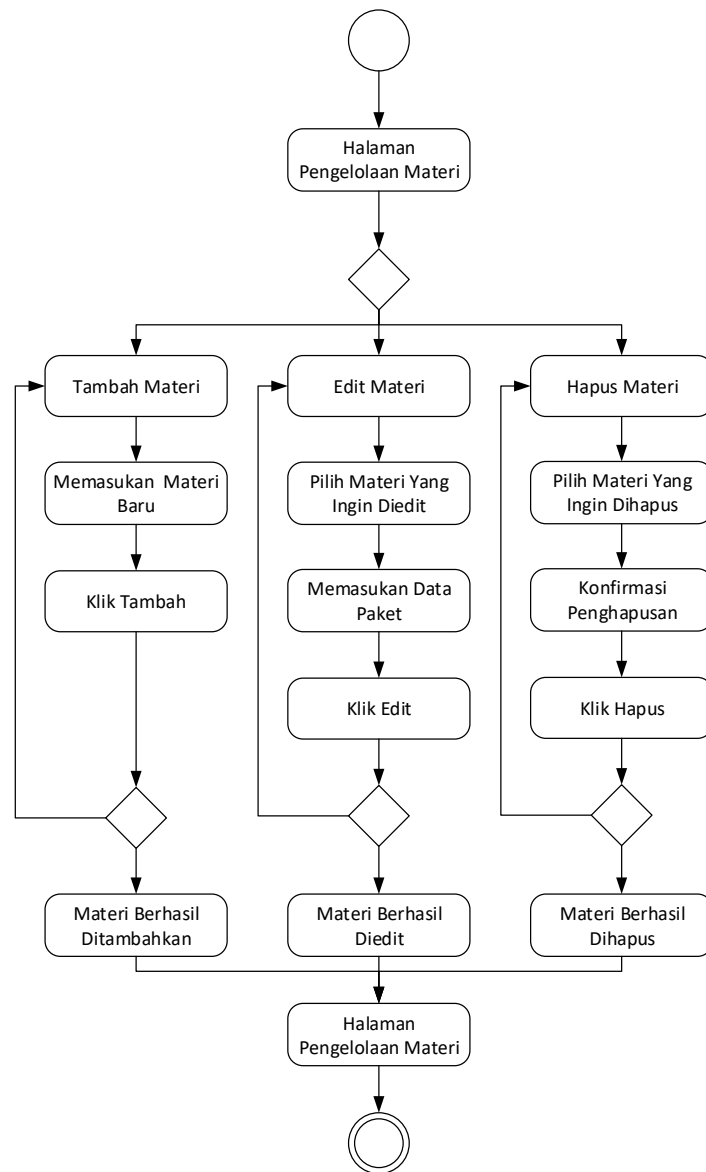 Halaman
Pengelolaan Materi
Tambah Materi
Edit Materi
Hapus Materi
Memasukan  Materi
Baru
Pilih Materi Yang
Ingin Diedit
Pilih Materi Yang
Ingin Dihapus
Klik Tambah
Memasukan Data
Paket
Konfirmasi
Penghapusan
Klik Edit
Klik Hapus
Materi Berhasil
Ditambahkan
Materi Berhasil
Diedit
Materi Berhasil
Dihapus
Halaman
Pengelolaan Materi